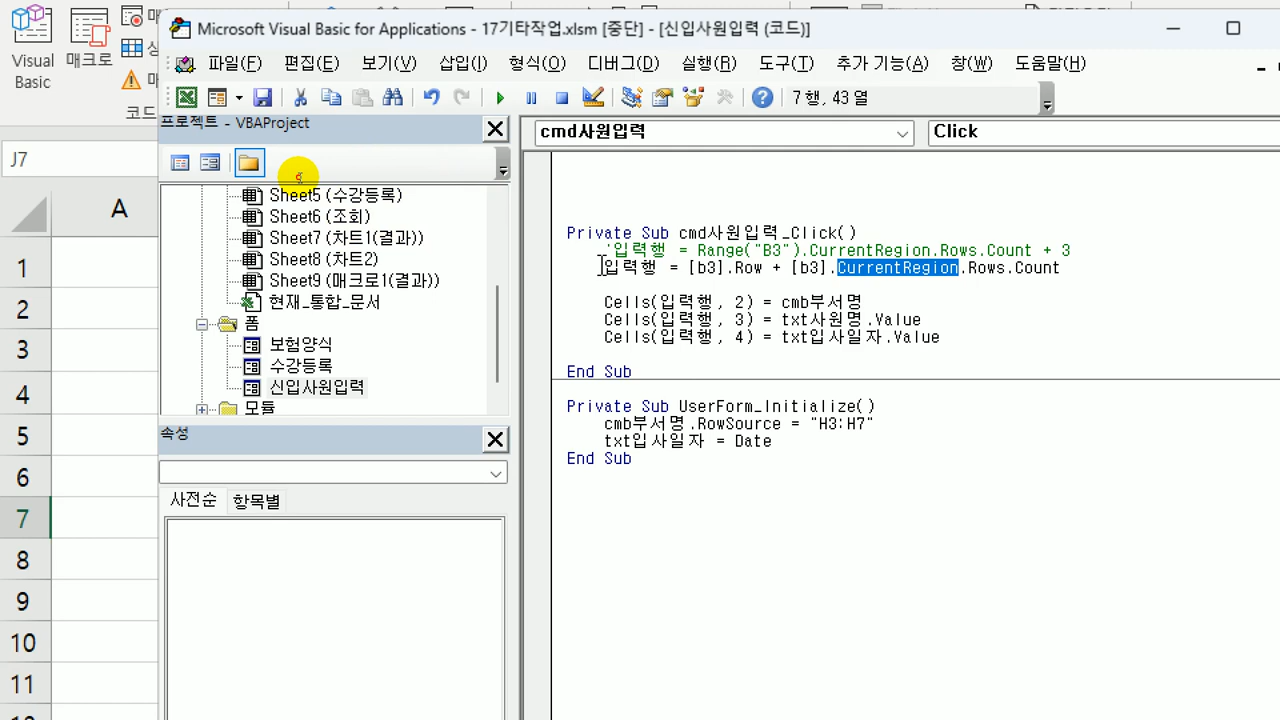 Microsoft Visual Basic for Applications - 17기타작업.xlsm [중단] - [신입사원입력 (코드)]
Visual
Basic
매크로
코드
파일(F) 편집(E) 보기(V) 삽입(I) 형식(O) 디버그(D) 실행(R) 도구(T) 추가 기능(A) 창(W) 도움말(H)
7 행, 43 열
프로젝트 - VBAProject
cmd사원입력
Click
J7
A
Sheet5 (수강등록)
Sheet6 (조회)
Sheet7 (차트1(결과))
Sheet8 (차트2)
Sheet9 (매크로1(결과))
현재_통합_문서
폼
보험양식
수강등록
신입사원입력
모듈
속성
사전순 항목별
Private Sub cmd사원입력_Click()
'입력행 = Range("B3").CurrentRegion.Rows.Count + 3
입력행 = [b3].Row + [b3].CurrentRegion.Rows.Count
Cells(입력행, 2) = cmb부서명
Cells(입력행, 3) = txt사원명.Value
Cells(입력행, 4) = txt입사일자.Value
End Sub
Private Sub UserForm_Initialize()
cmb부서명.RowSource = "H3:H7"
txt입사일자 = Date
End Sub
1
2
3
4
5
6
7
8
9
10
11